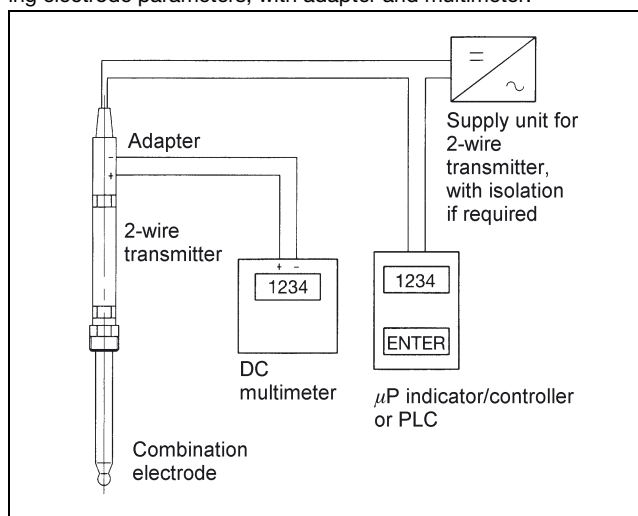 ing electrode parameters, with adapter and multimeter.
Supply unit for
2-wire
transmitter,
with isolation
if required
Adapter
−
+
2-wire
transmitter
+ −
1234
DC
multimeter
1234
ENTER
µP indicator/controller
or PLC
Combination
electrode